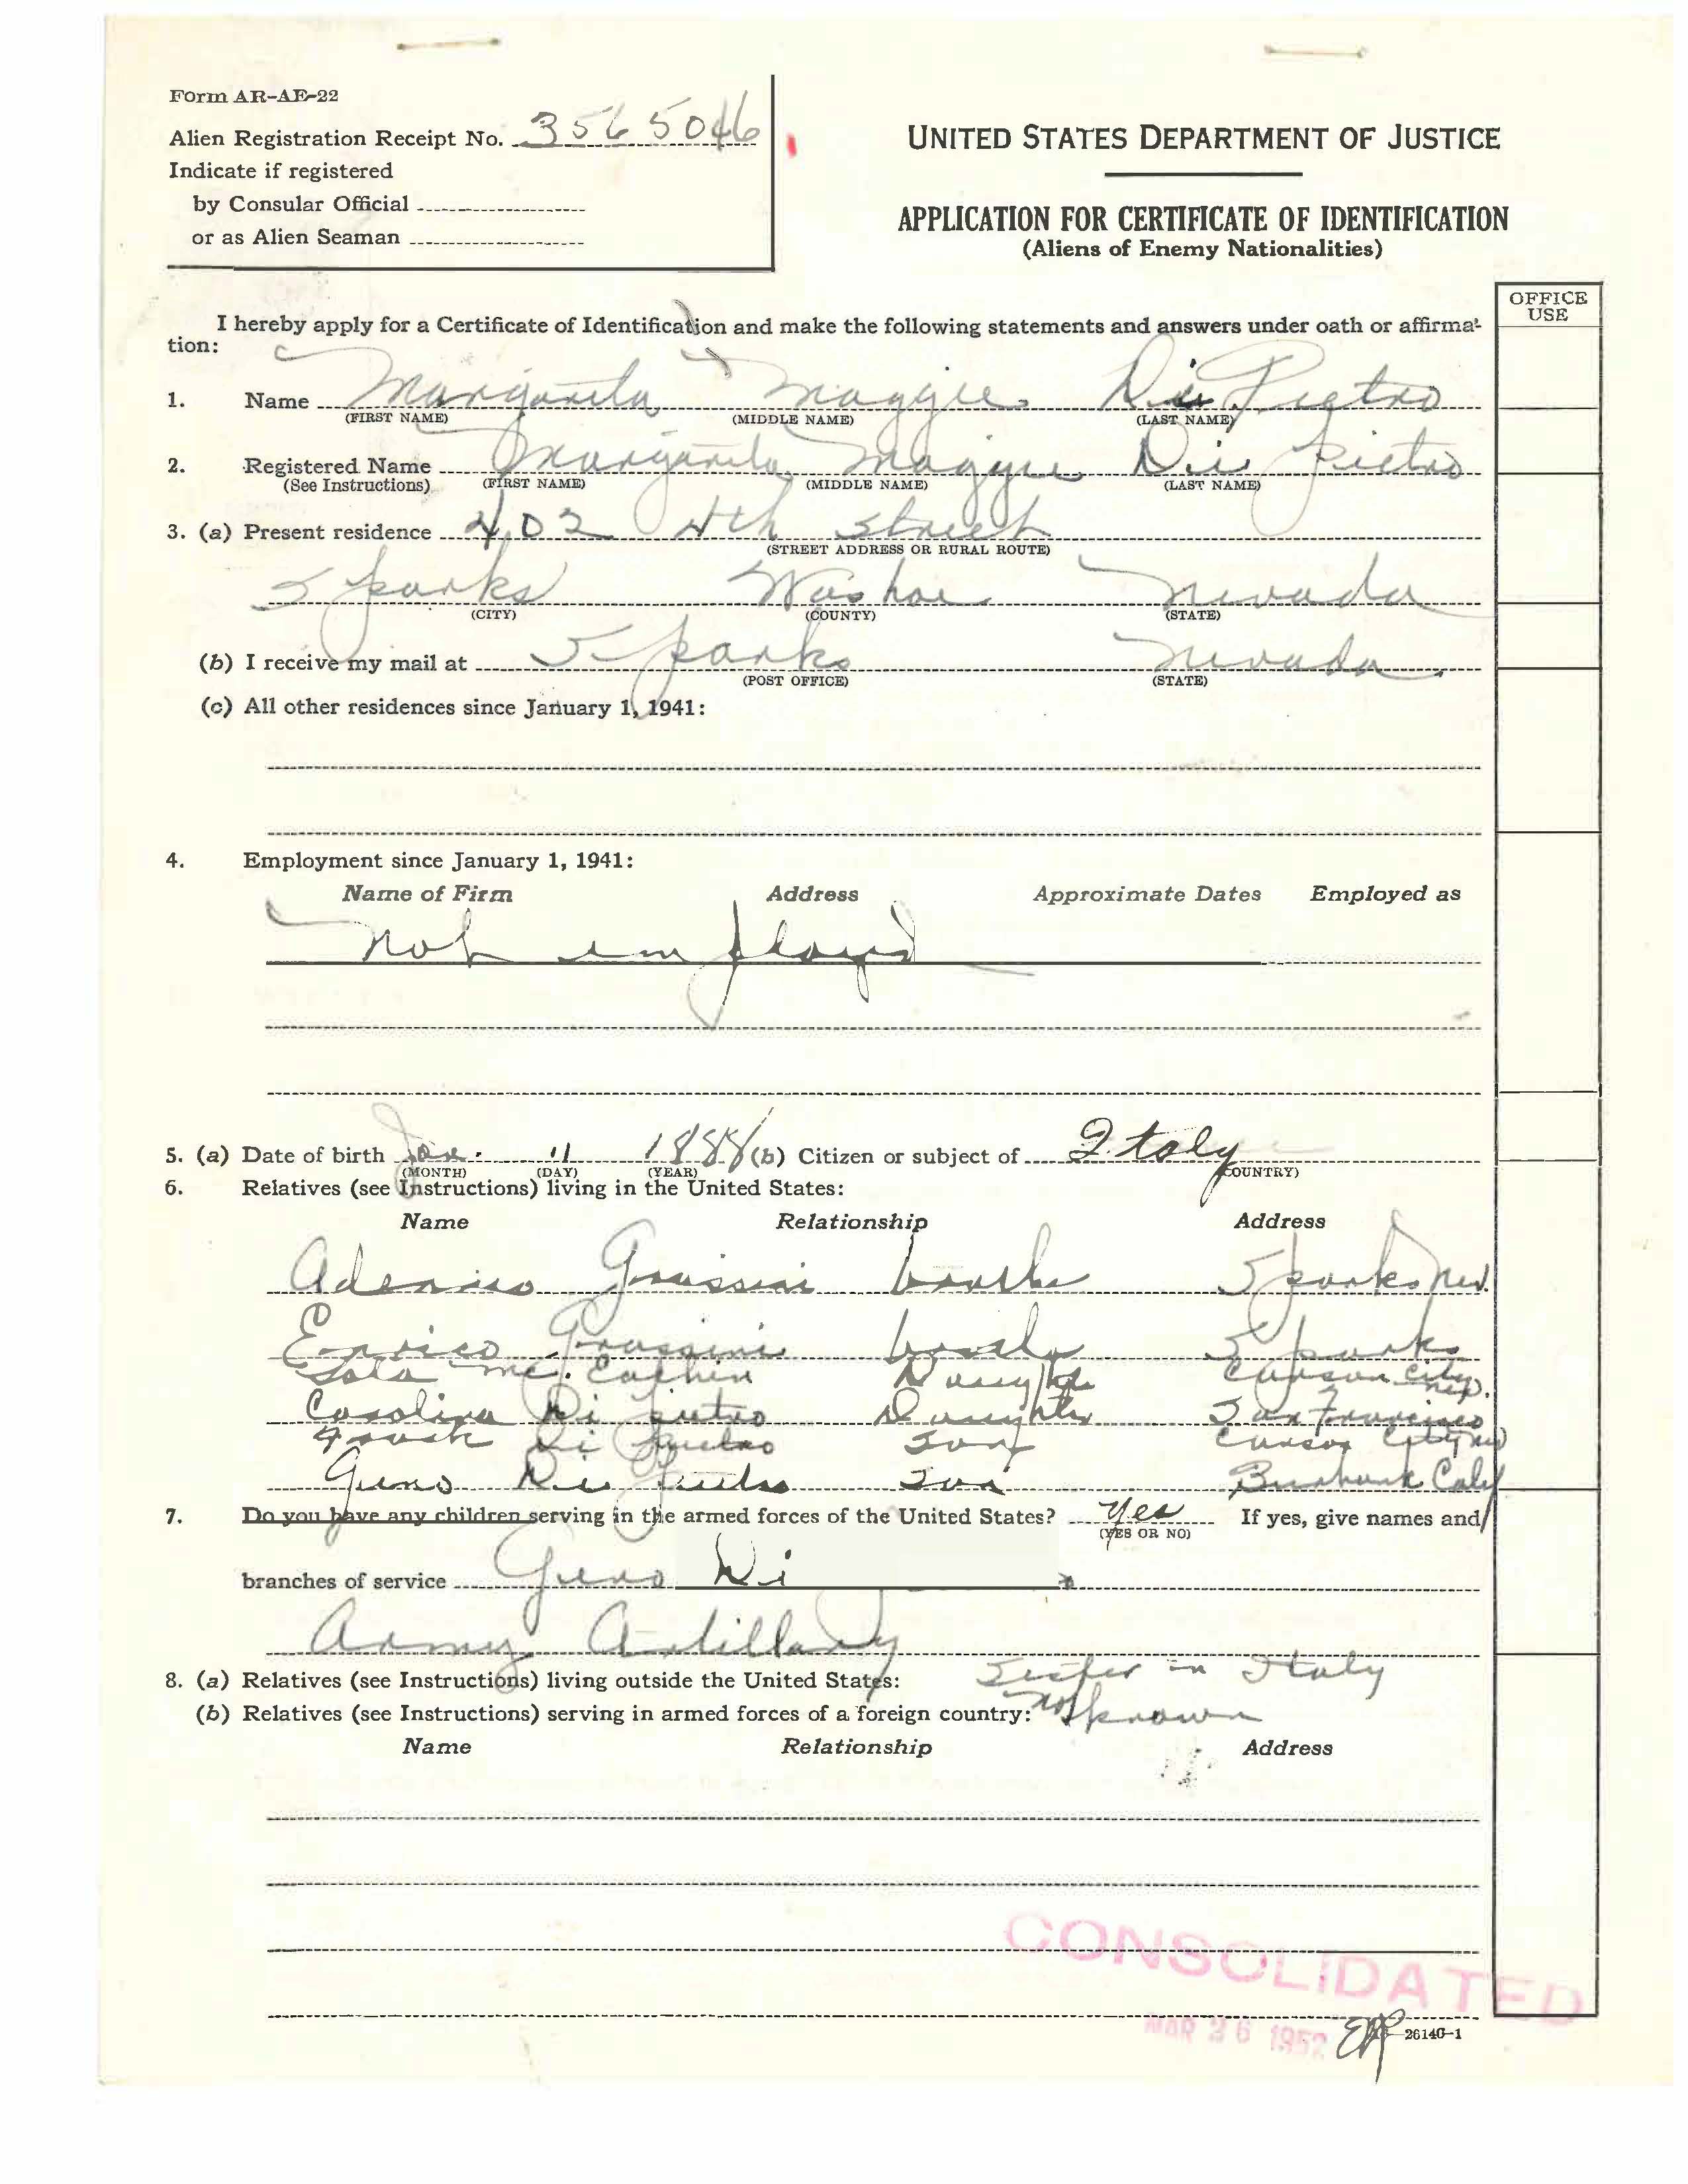 Form AR-AE-22
Alien Registration Receipt No. 3565046
Indicate if registered
by Consular Official
or as Alien Seaman
UNITED STATES DEPARTMENT OF JUSTICE
APPLICATION FOR CERTIFICATE OF IDENTIFICATION
(Aliens of Enemy Nationalities)
OFFICE
USE
I hereby apply for a Certificate of Identification and make the following statements and answers under oath or affirma-
tion:
1. Name Margarita Maggie Di Pietro
(FIRST NAME) (MIDDLE NAME) (LAST NAME)
2. Registered Name Margarita Maggie Di Pietro
(See Instructions) (FIRST NAME) (MIDDLE NAME) (LAST NAME)
3. (a) Present residence 402 4th Street
(STREET ADDRESS OR RURAL ROUTE)
Sparks Washoe Nevada
(CITY) (COUNTY) (STATE)
(b) I receive my mail at Sparks Nevada
(POST OFFICE) (STATE)
(c) All other residences since January 1, 1941:
4. Employment since January 1, 1941:
Name of Firm Address Approximate Dates Employed as
Not employd
5. (a) Date of birth Jan. 11 1888 (b) Citizen or subject of Italy
(MONTH) (DAY) (YEAR) (COUNTRY)
6. Relatives (see Instructions) living in the United States:
Name Relationship Address
Grassini Sparks Nev.
Enrico Grassini Sparks
Mc. Daughter Carson City Nev.
Carolina Di Pietro Daughter San Francisco
Frank Di Pietro Son Carson City Nev
Geno Di Pietro Son Burbank Calif
7. Do you have any children serving in the armed forces of the United States? Yes If yes, give names and
(YES OR NO)
branches of service Geno Di
Army Artillary
8. (a) Relatives (see Instructions) living outside the United States: Sister in Italy
(b) Relatives (see Instructions) serving in armed forces of a foreign country: Not known
Name Relationship Address
CONSOLIDATED
MAR 26 1952
26140-1